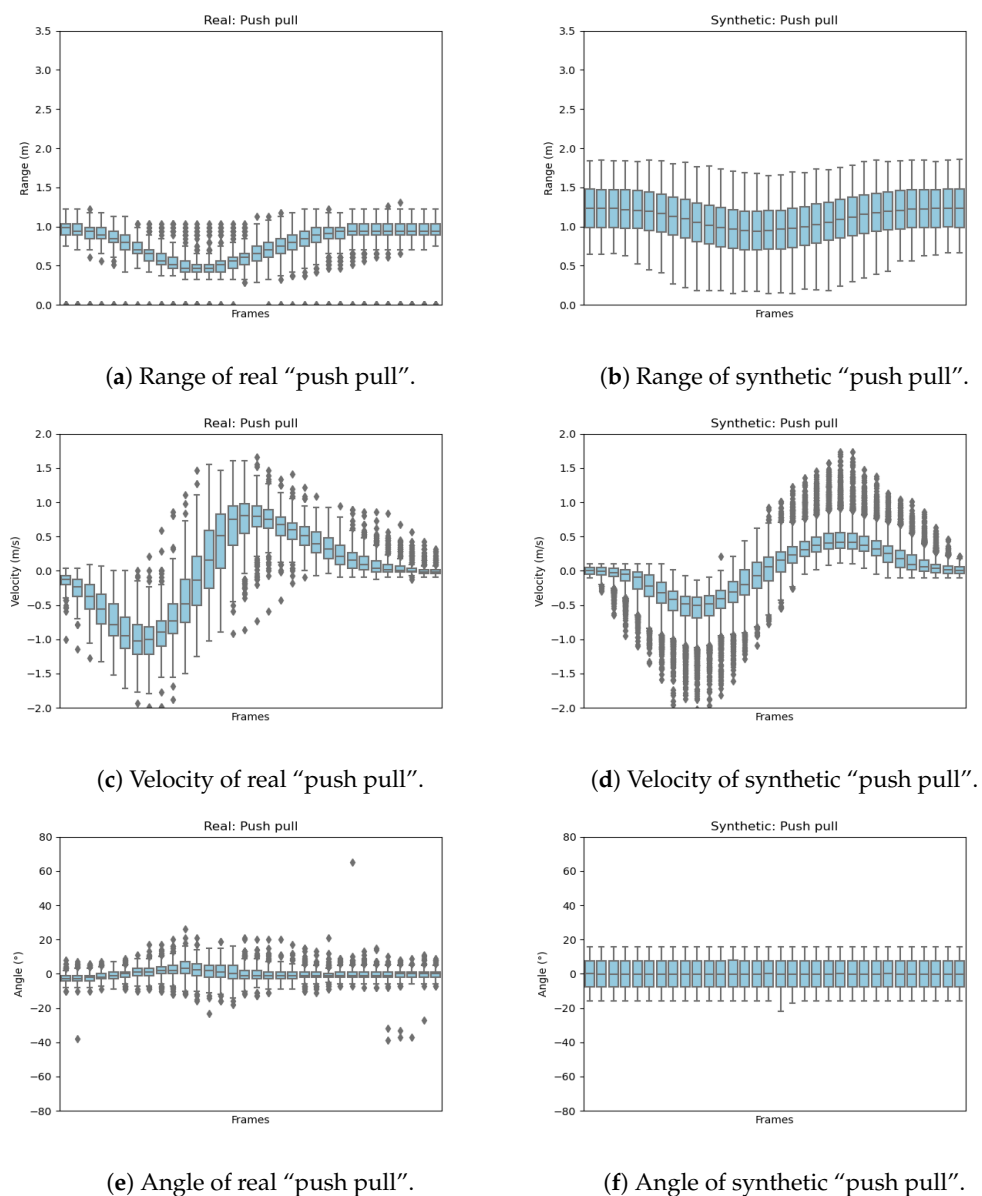 Real: Push pull
3.5
3.0
2.5
2.0
1.5
1.0
0.5
0.0
Range (m)
Frames
Synthetic: Push pull
3.5
3.0
2.5
2.0
1.5
1.0
0.5
0.0
Range (m)
Frames
(a) Range of real “push pull”.
(b) Range of synthetic “push pull”.
Real: Push pull
2.0
1.5
1.0
0.5
0.0
−0.5
−1.0
−1.5
−2.0
Velocity (m/s)
Frames
Synthetic: Push pull
2.0
1.5
1.0
0.5
0.0
−0.5
−1.0
−1.5
−2.0
Velocity (m/s)
Frames
(c) Velocity of real “push pull”.
(d) Velocity of synthetic “push pull”.
Real: Push pull
80
60
40
20
0
−20
−40
−60
−80
Angle (°)
Frames
Synthetic: Push pull
80
60
40
20
0
−20
−40
−60
−80
Angle (°)
Frames
(e) Angle of real “push pull”.
(f) Angle of synthetic “push pull”.